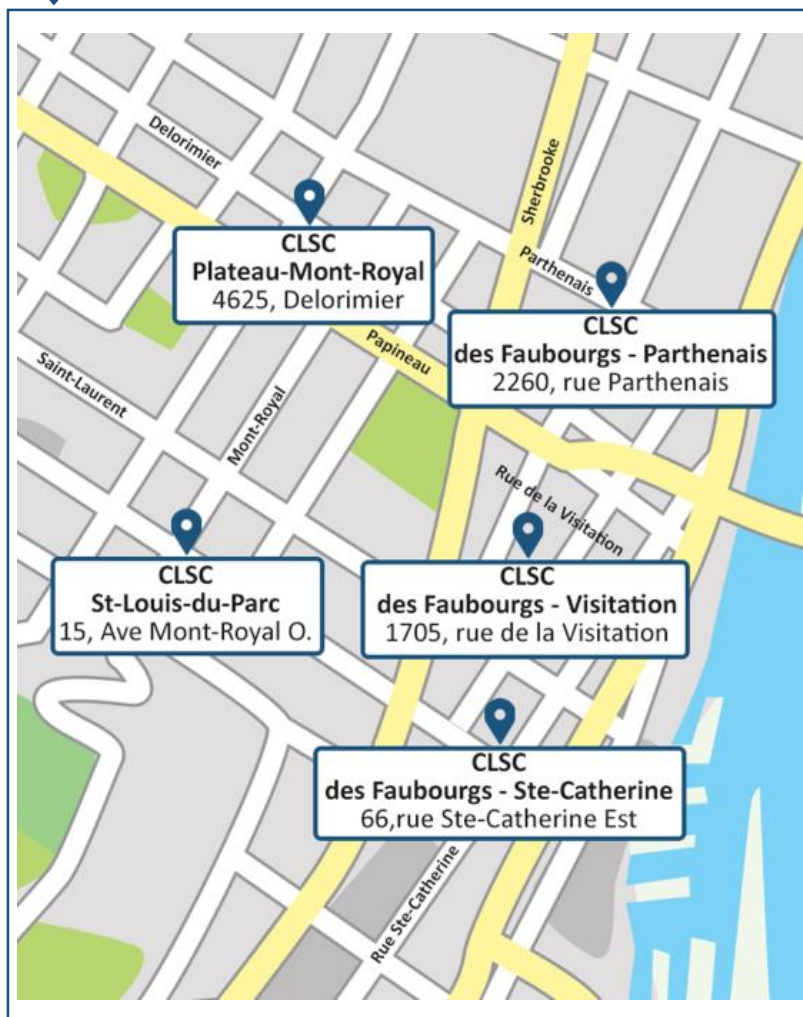 Delorimier
Sherbrooke
CLSC
Plateau-Mont-Royal
4625, Delorimier
Parthenais
CLSC
des Faubourgs - Parthenais
2260, rue Parthenais
Papineau
Saint-Laurent
Mont-Royal
Rue de la Visitation
CLSC
St-Louis-du-Parc
15, Ave Mont-Royal O.
CLSC
des Faubourgs - Visitation
1705, rue de la Visitation
CLSC
des Faubourgs - Ste-Catherine
66,rue Ste-Catherine Est
Rue Ste-Catherine